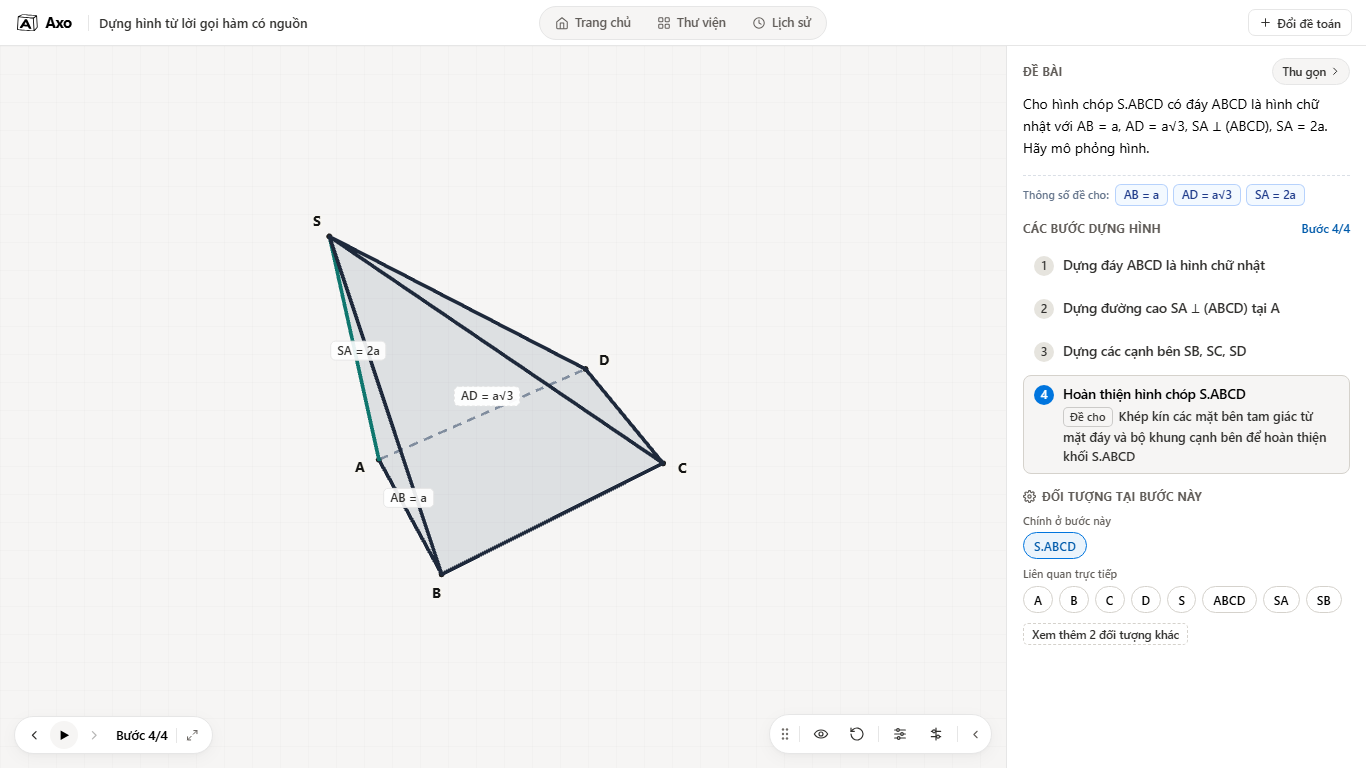 Axo
Dựng hình từ lời gọi hàm có nguồn
Trang chủ
Thư viện
Lịch sử
Đổi đề toán
S
SA = 2a
D
AD = a√3
A
C
AB = a
B
Bước 4/4
ĐỀ BÀI
Thu gọn
Cho hình chóp S.ABCD có đáy ABCD là hình chữ
nhật với AB = a, AD = a√3, SA ⊥ (ABCD), SA = 2a.
Hãy mô phỏng hình.
Thông số đề cho: AB = a AD = a√3 SA = 2a
CÁC BƯỚC DỰNG HÌNH Bước 4/4
1 Dựng đáy ABCD là hình chữ nhật
2 Dựng đường cao SA ⊥ (ABCD) tại A
3 Dựng các cạnh bên SB, SC, SD
4 Hoàn thiện hình chóp S.ABCD
Đề cho Khép kín các mặt bên tam giác từ
mặt đáy và bộ khung cạnh bên để hoàn thiện
khối S.ABCD
ĐỐI TƯỢNG TẠI BƯỚC NÀY
Chính ở bước này
S.ABCD
Liên quan trực tiếp
A B C D S ABCD SA SB
Xem thêm 2 đối tượng khác